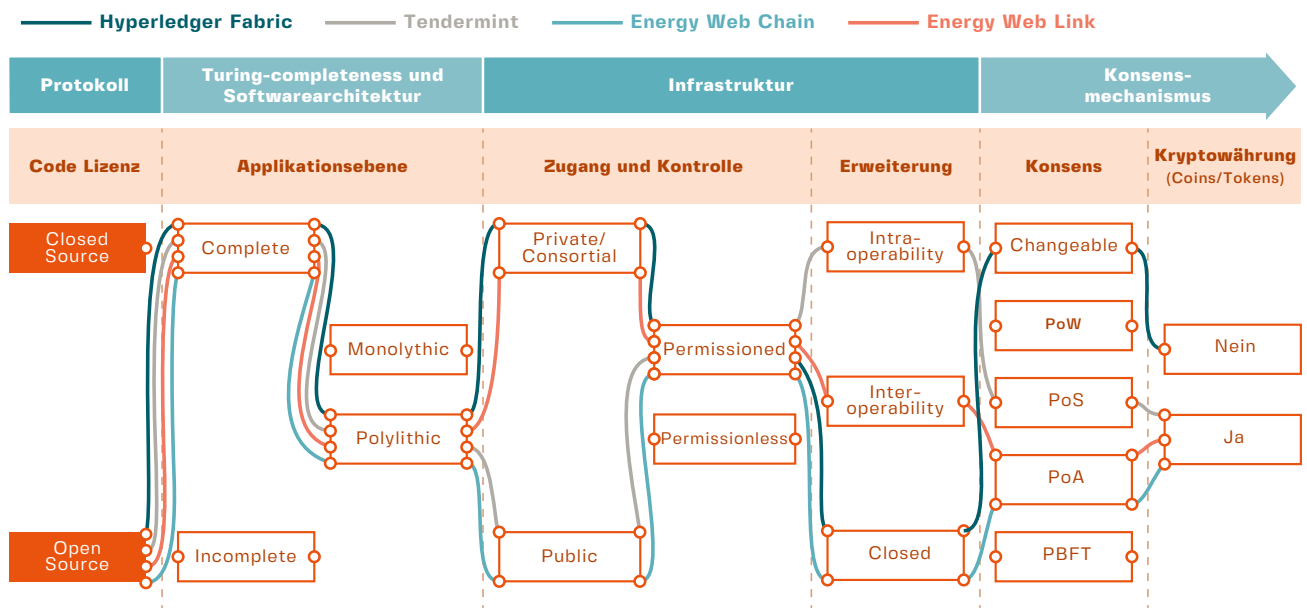 Hyperledger Fabric
Tendermint
Energy Web Chain
Energy Web Link
Protokoll
Turing-completeness und
Softwarearchitektur
Infrastruktur
Konsens-
mechanismus
Code Lizenz
Applikationsebene
Zugang und Kontrolle
Erweiterung
Konsens
Kryptowährung
(Coins/Tokens)
Closed
Source
Open
Source
Complete
Incomplete
Monolythic
Polylithic
Private/
Consortial
Public
Permissioned
Permissionless
Intra-
operability
Inter-
operability
Closed
Changeable
PoW
PoS
PoA
PBFT
Nein
Ja